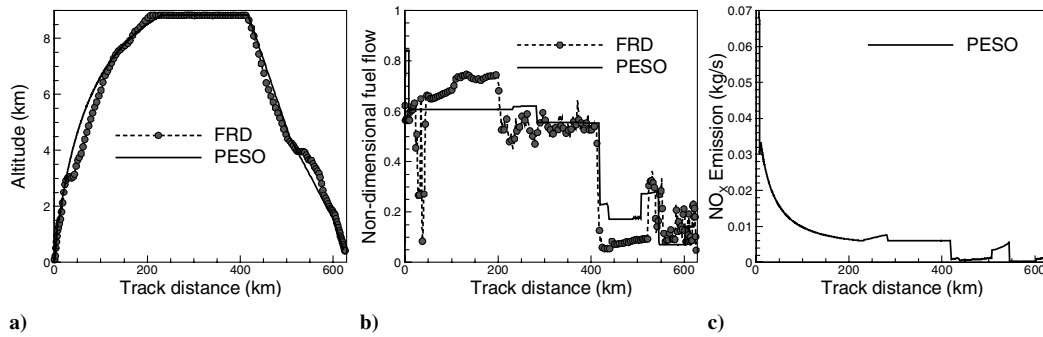 8
6
4
2
0
0
200
400
600
Altitude (km)
Track distance (km)
FRD
PESO
a)
1
0.8
0.6
0.4
0.2
0
0
200
400
600
Non-dimensional fuel flow
Track distance (km)
FRD
PESO
b)
0.07
0.06
0.05
0.04
0.03
0.02
0.01
0
0
200
400
600
NOX Emission (kg/s)
Track distance (km)
PESO
c)